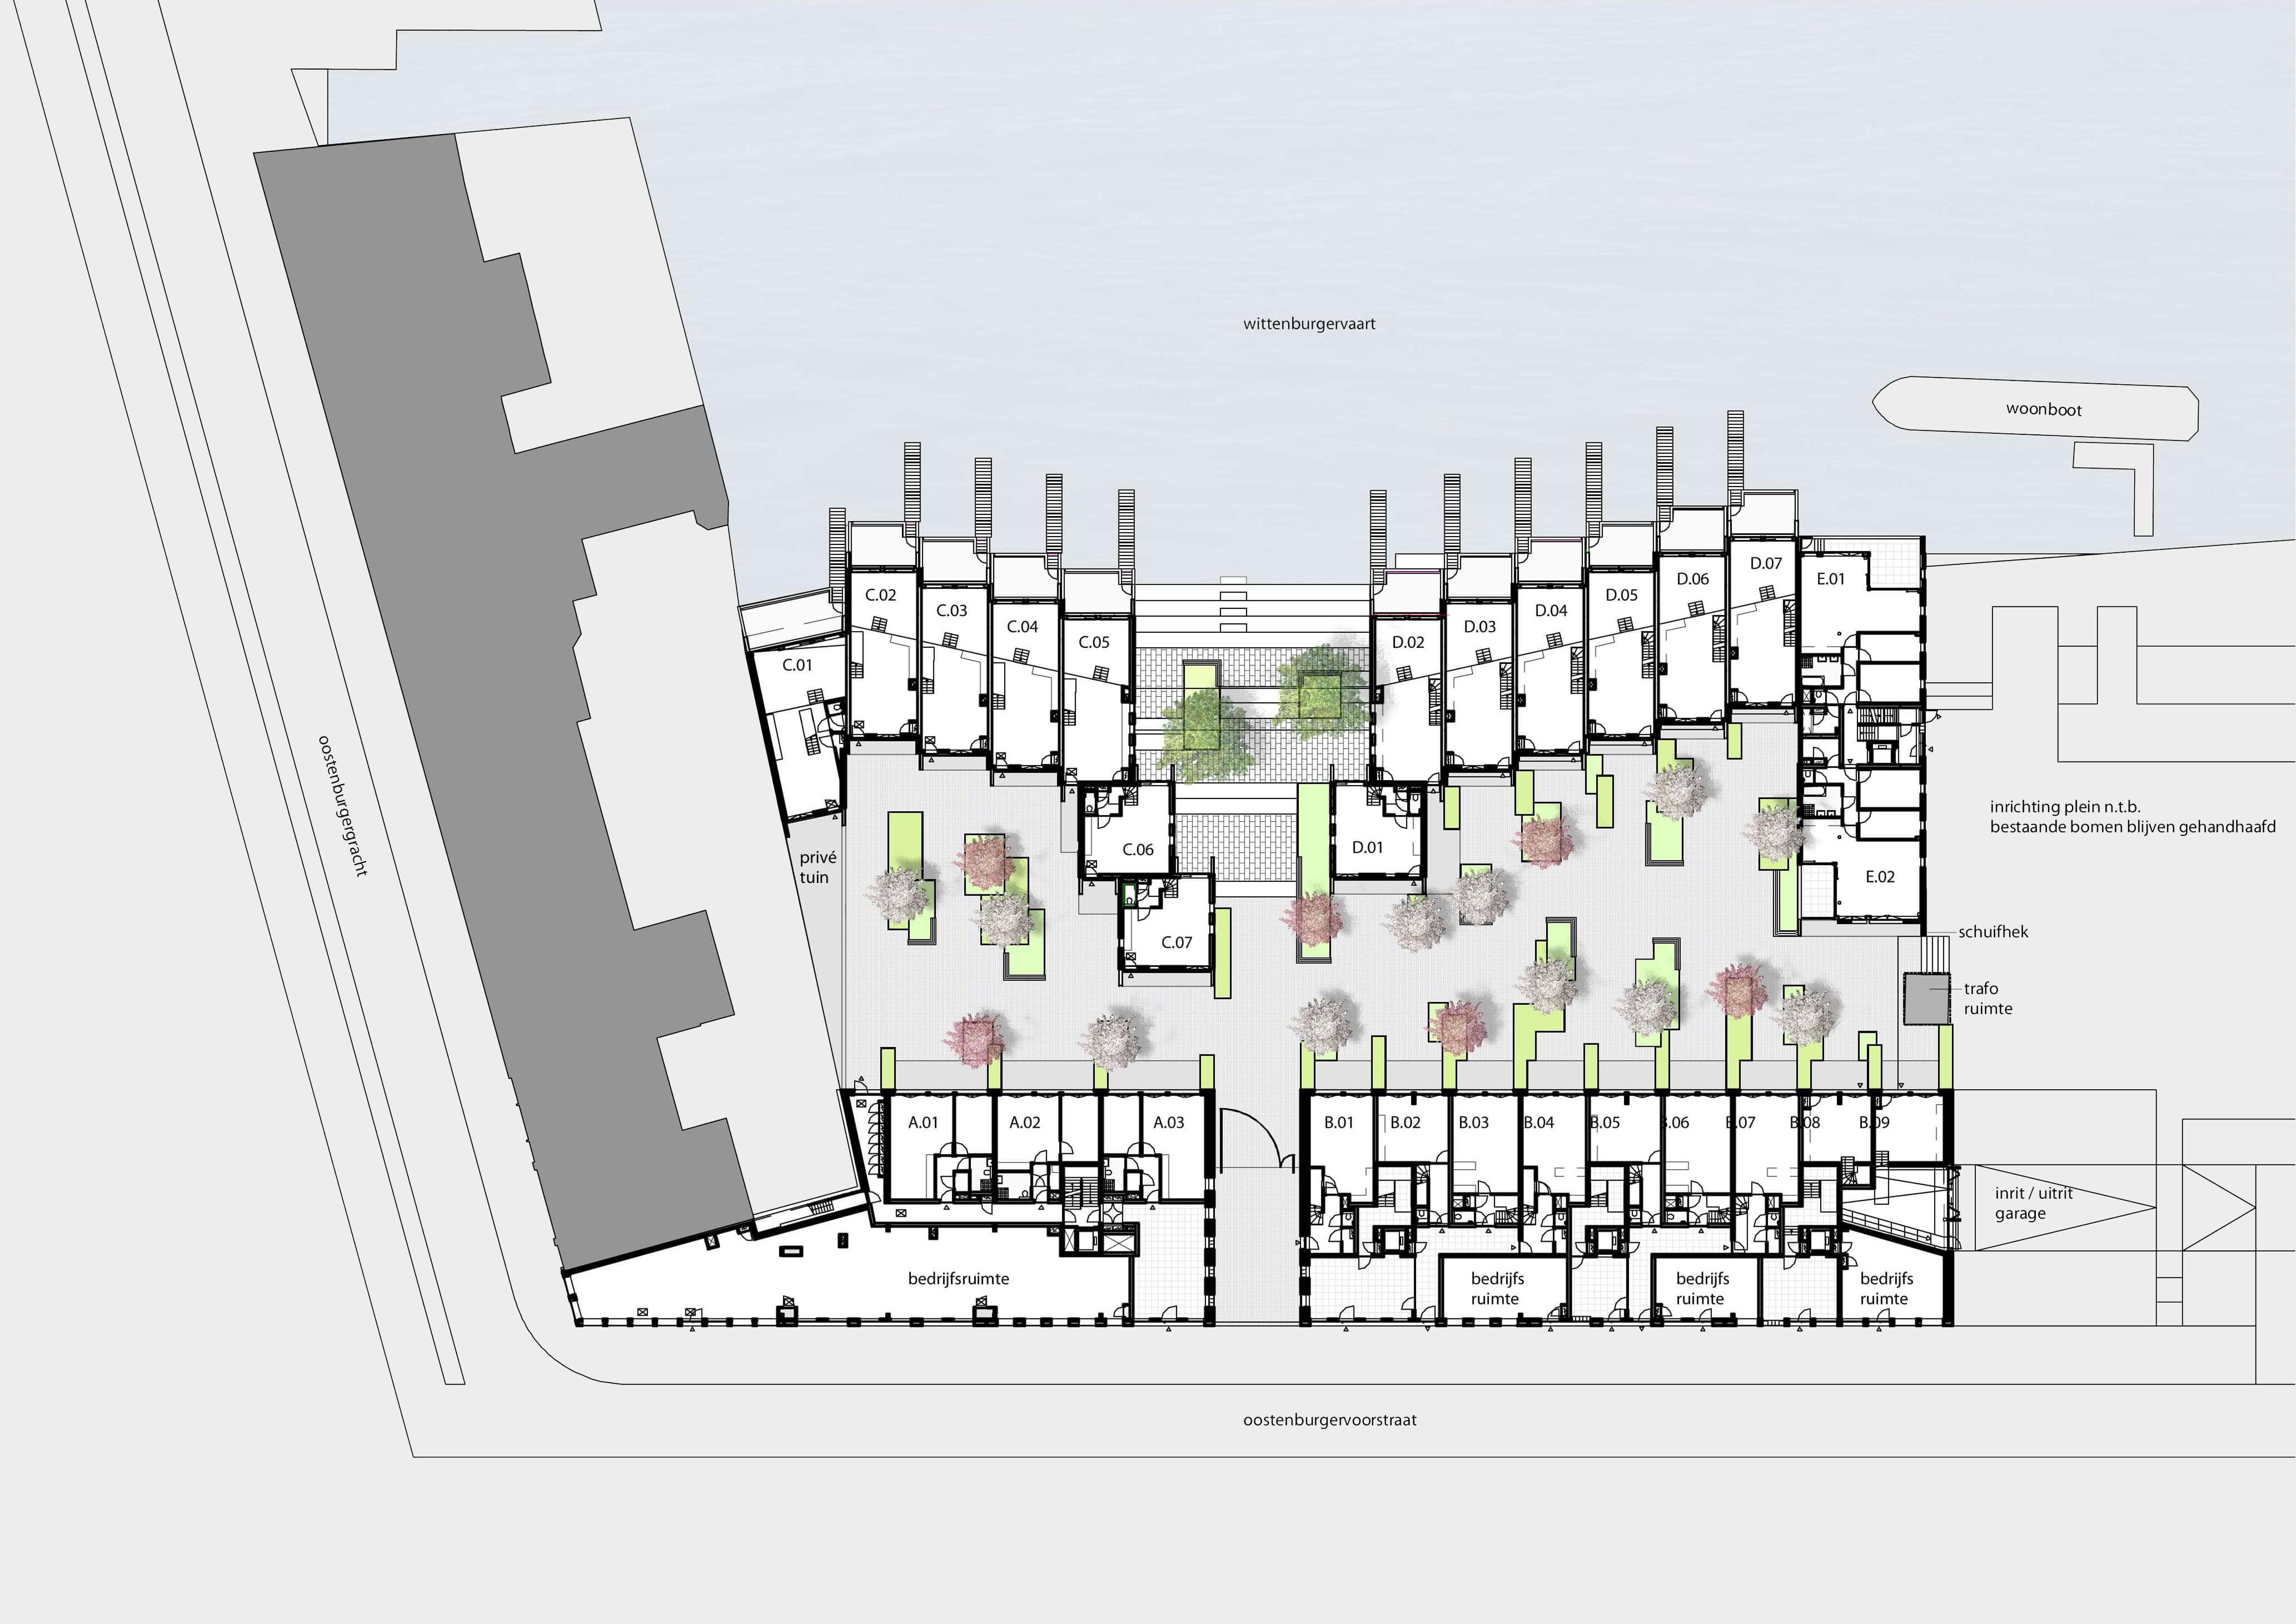 wittenburgervaart
woonboot
oostenburgergracht
C.01
C.02
C.03
C.04
C.05
C.06
C.07
privé
tuin
D.01
D.02
D.03
D.04
D.05
D.06
D.07
E.01
E.02
inrichting plein n.t.b.
bestaande bomen blijven gehandhaafd
schuifhek
trafo
ruimte
A.01
A.02
A.03
B.01
B.02
B.03
B.04
B.05
B.06
B.07
B.08
B.09
inrit / uitrit
garage
bedrijfsruimte
bedrijfs
ruimte
bedrijfs
ruimte
bedrijfs
ruimte
oostenburgervoorstraat